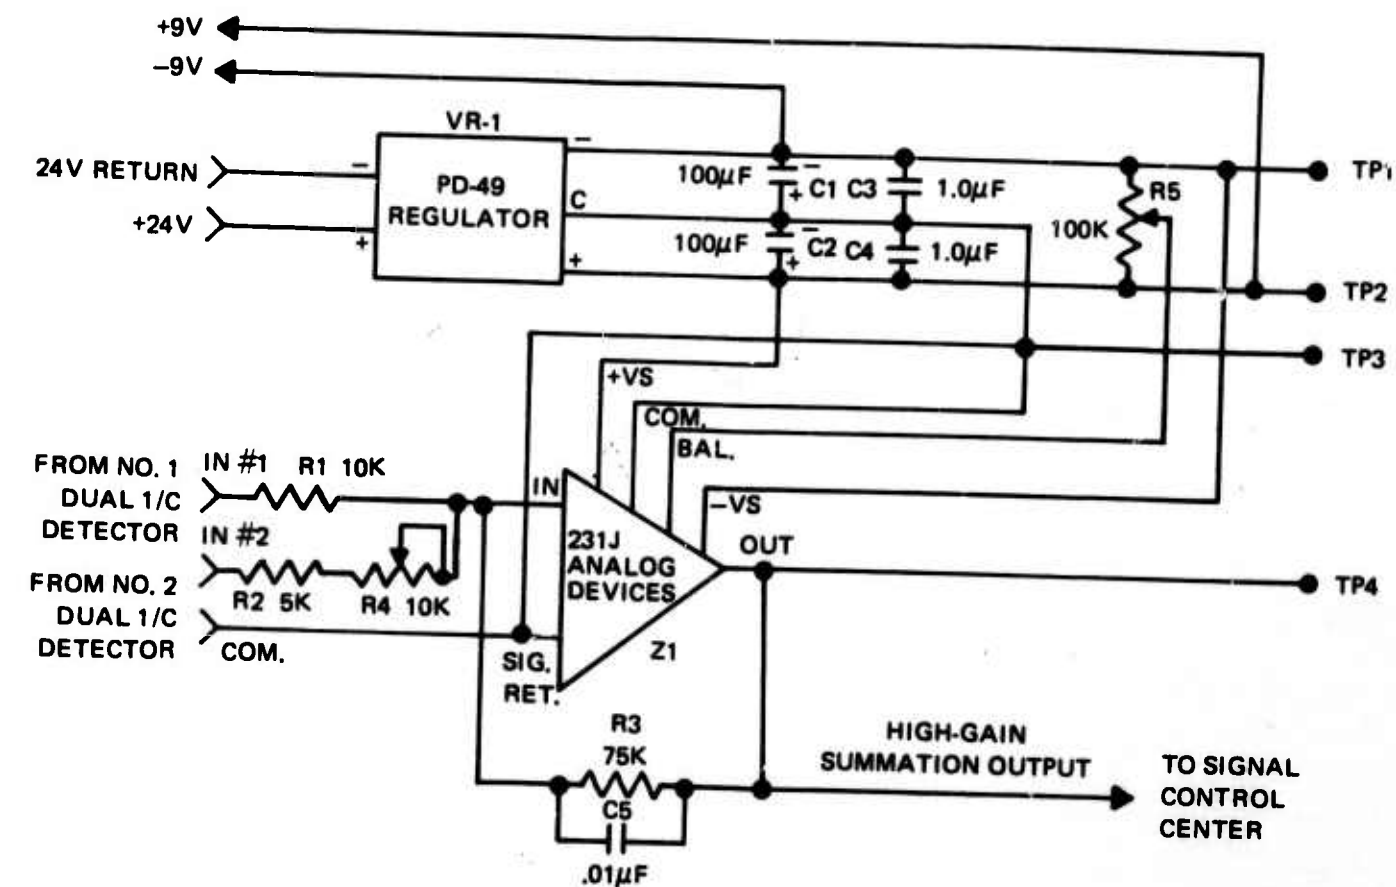 +9V
−9V
VR-1
24V RETURN
+24V
−
+
PD-49
REGULATOR
−
C
+
100µF
−
+
C1
C3
1.0µF
100µF
−
+
C2
C4
1.0µF
R5
100K
TP1
TP2
TP3
+VS
COM.
BAL.
−VS
FROM NO. 1
DUAL 1/C
DETECTOR
IN #1
R1 10K
IN #2
FROM NO. 2
DUAL 1/C
DETECTOR
R2 5K
R4 10K
COM.
IN
231J
ANALOG
DEVICES
OUT
Z1
SIG.
RET.
TP4
R3
75K
C5
.01µF
HIGH-GAIN
SUMMATION OUTPUT
TO SIGNAL
CONTROL
CENTER